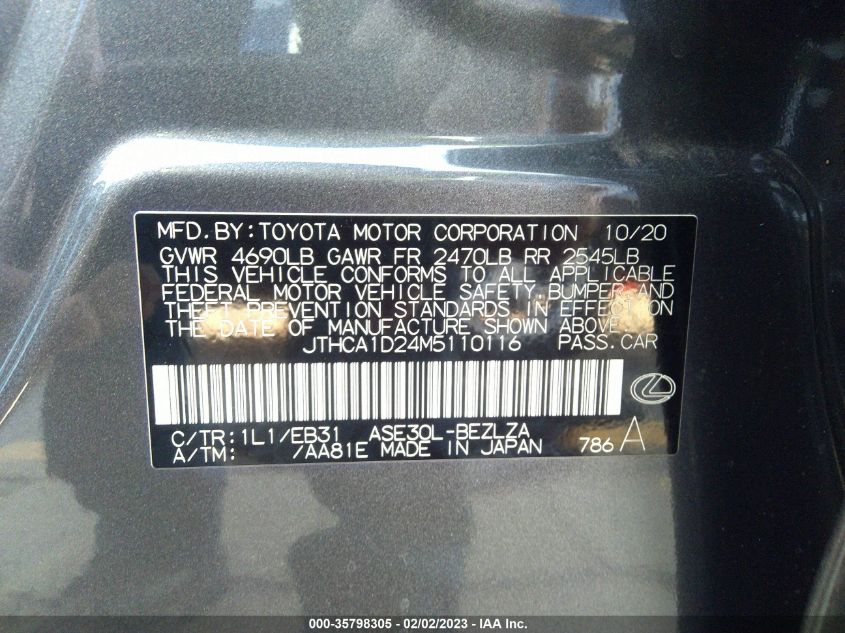 MFD. BY: TOYOTA MOTOR CORPORATION 10/20
GVWR 4690LB GAWR FR 2470LB RR 2545LB
THIS VEHICLE CONFORMS TO ALL APPLICABLE
FEDERAL MOTOR VEHICLE SAFETY, BUMPER AND
THEFT PREVENTION STANDARDS IN EFFECT ON
THE DATE OF MANUFACTURE SHOWN ABOVE.
JTHCA1D24M5110116 PASS. CAR
C/TR: 1L1/EB31 ASE30L-BEZLZA
A/TM: /AA81E MADE IN JAPAN 786 A
000-35798305 - 02/02/2023 - IAA Inc.